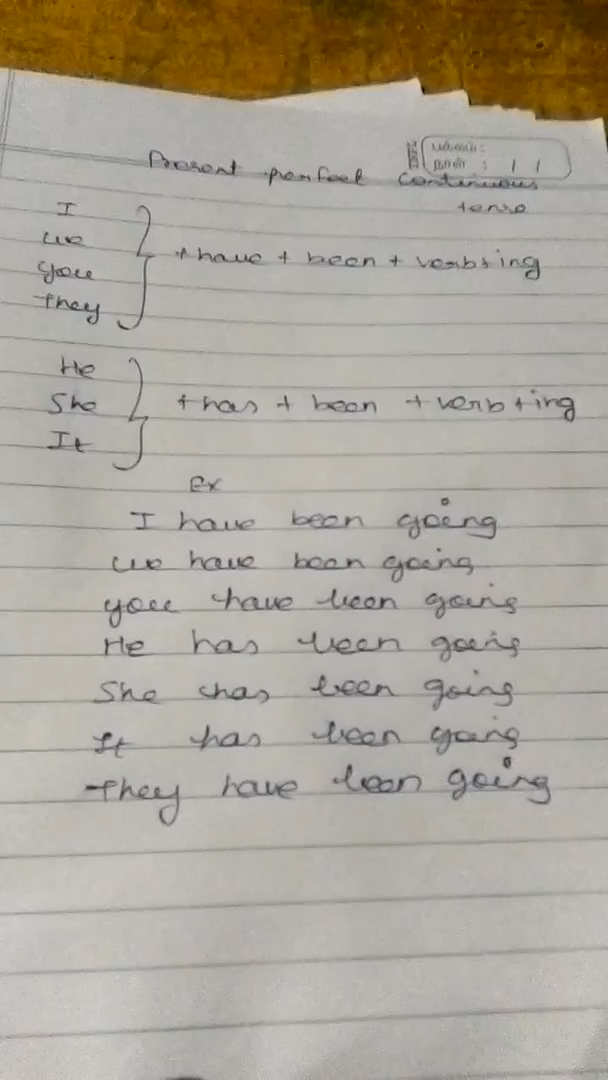 பக்கம் :
நாள் : / /
Present perfect continuous
tense
I
we
you
They
+ have + been + verb + ing
He
She
It
+ has + been + verb + ing
Ex
I have been going
we have been going
you have been going
He has been going
She has been going
It has been going
They have been going